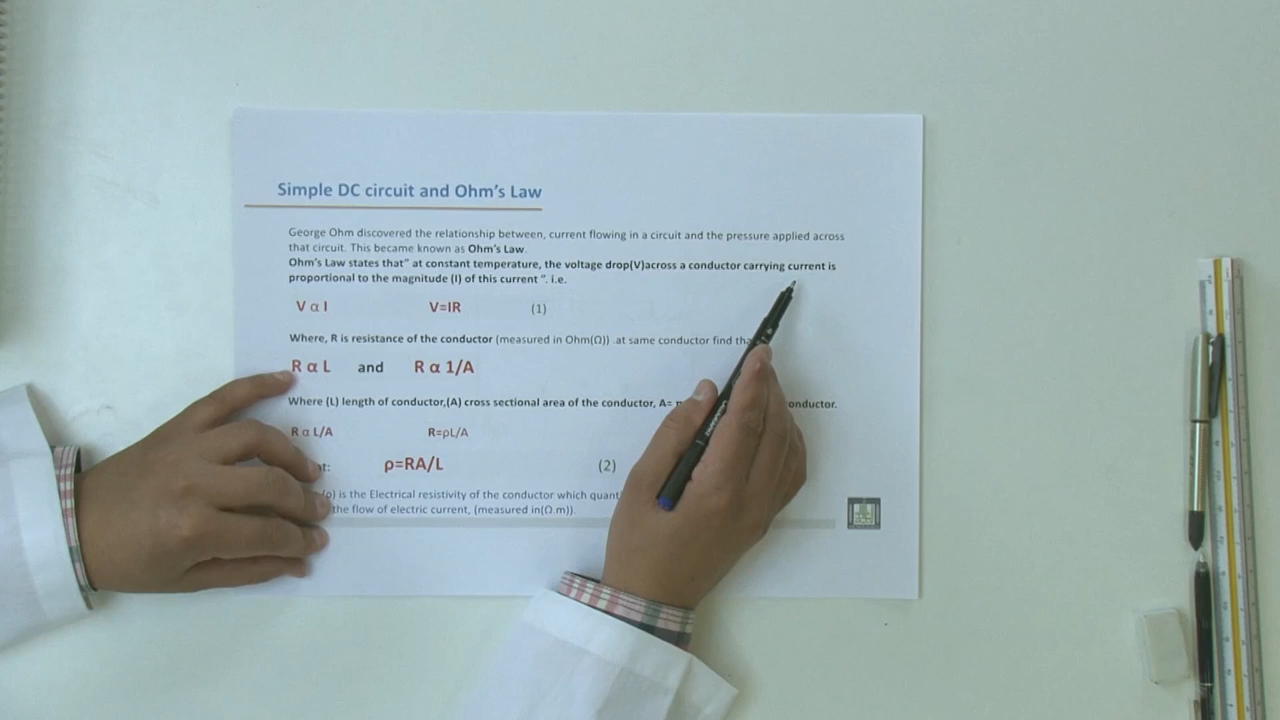 Simple DC circuit and Ohm's Law
George Ohm discovered the relationship between, current flowing in a circuit and the pressure applied across
that circuit. This became known as Ohm's Law.
Ohm's Law states that" at constant temperature, the voltage drop(V)across a conductor carrying current is
proportional to the magnitude (I) of this current ". i.e.
V α I V=IR (1)
Where, R is resistance of the conductor (measured in Ohm(Ω)) .at same conductor find
R α L and R α 1/A
Where (L) length of conductor,(A) cross sectional area of the conductor, A=
R α L/A R=ρL/A
ρ=RA/L (2)
(ρ) is the Electrical resistivity of the conductor which
the flow of electric current, (measured in(Ω.m)).